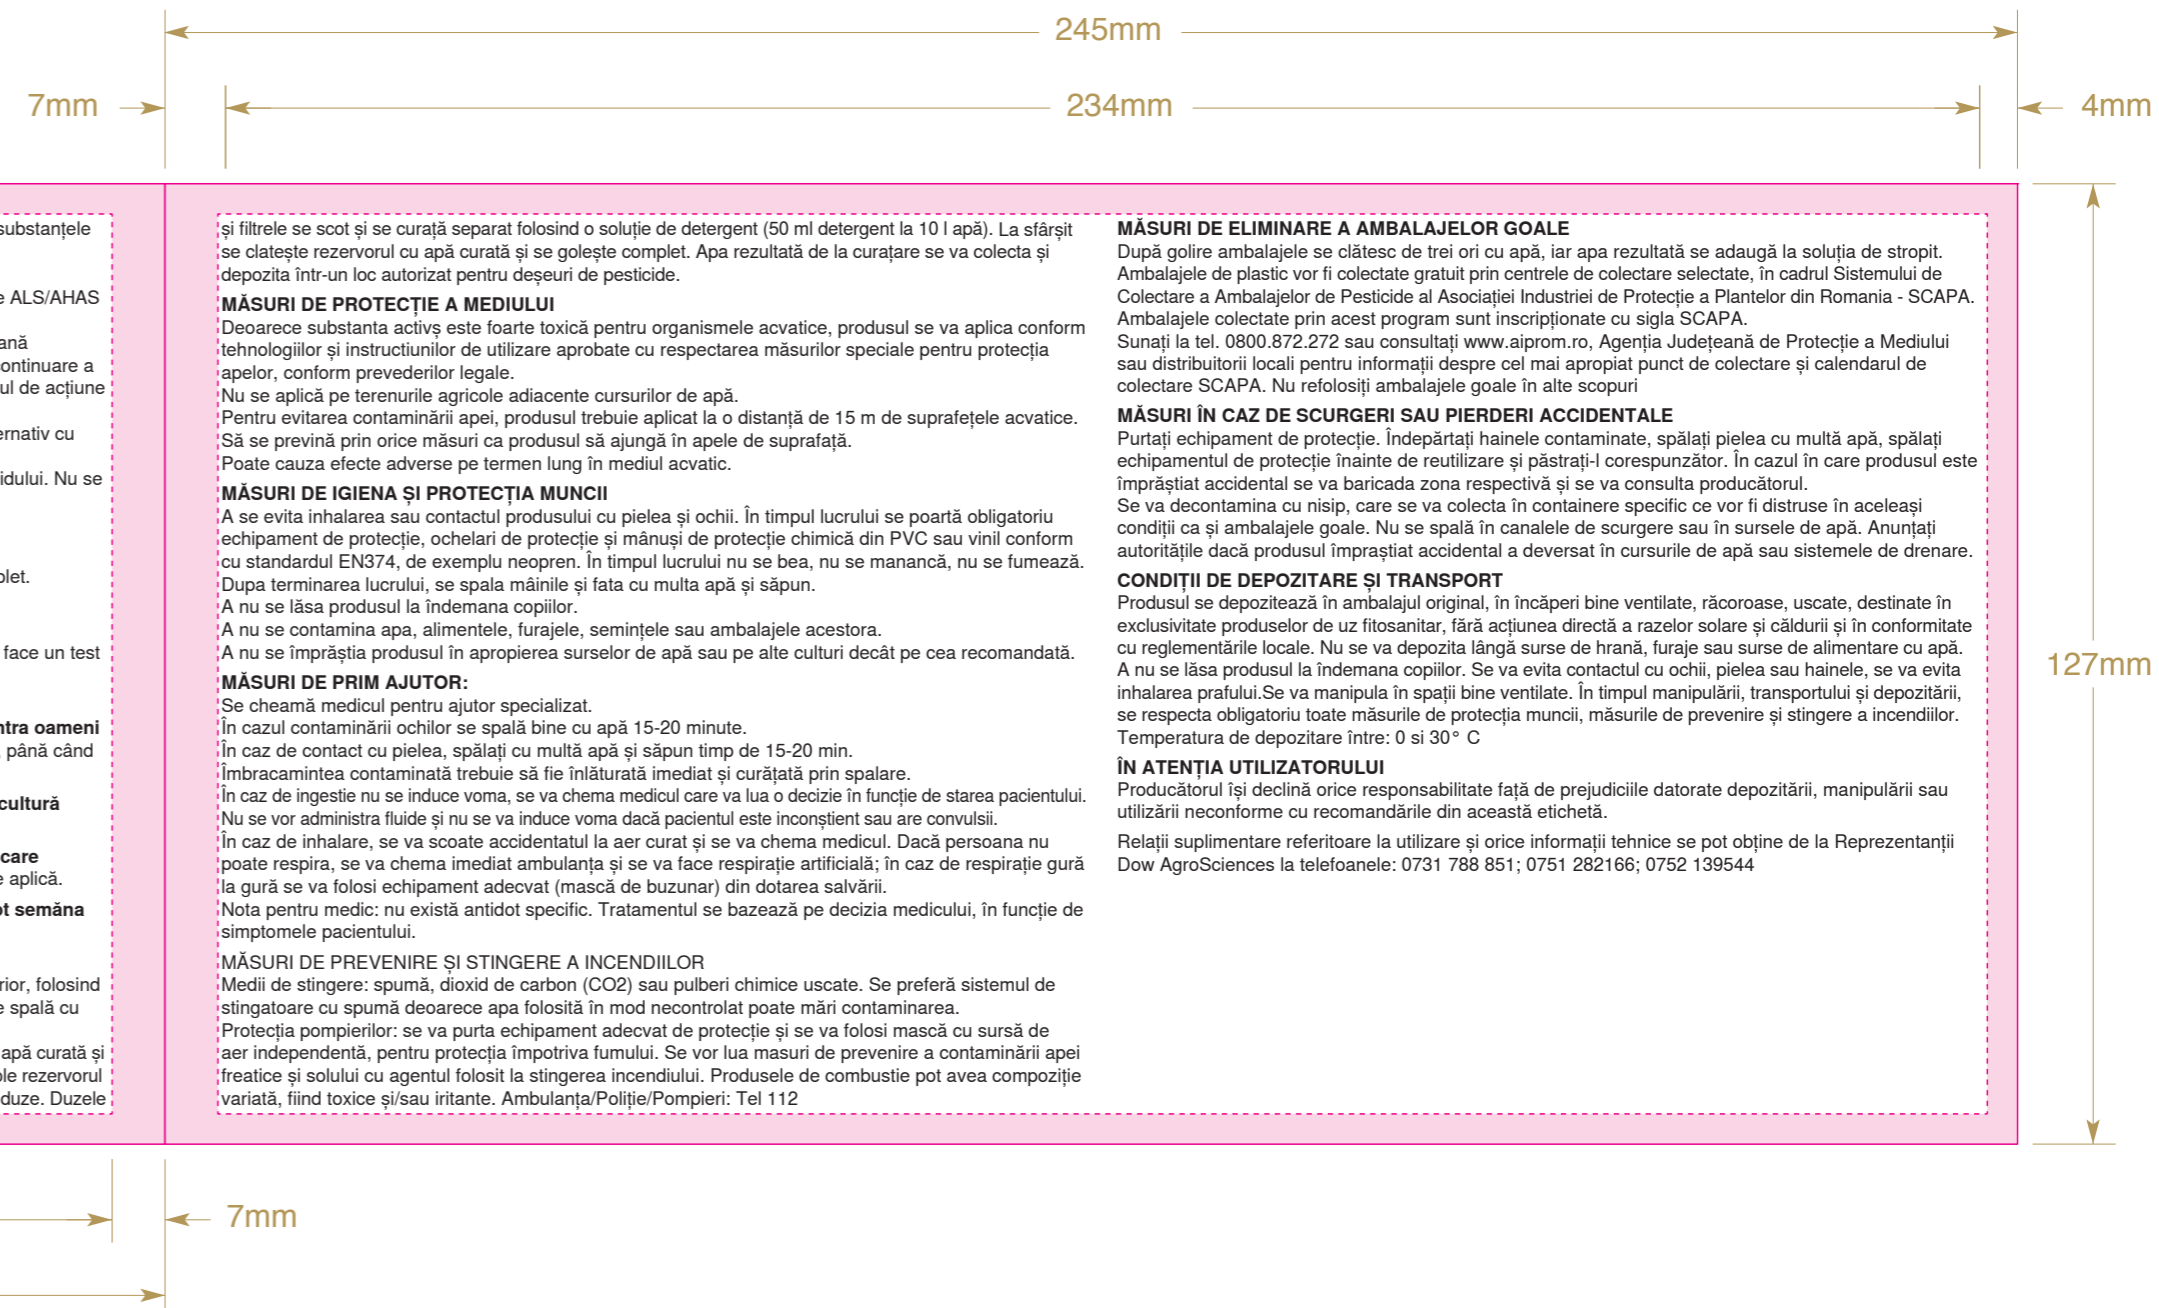 245mm
7mm
234mm
4mm
substanțele
e ALS/AHAS
ană
continuare a
ul de acțiune
ernativ cu
idului. Nu se
plet.
face un test
ntra oameni
până când
cultură
care
e aplică.
ot semăna
rior, folosind
e spală cu
apă curată și
ple rezervorul
duze. Duzele
și filtrele se scot și se curață separat folosind o soluție de detergent (50 ml detergent la 10 l apă). La sfârșit
se clatește rezervorul cu apă curată și se golește complet. Apa rezultată de la curațare se va colecta și
depozita într-un loc autorizat pentru deșeuri de pesticide.
MĂSURI DE PROTECȚIE A MEDIULUI
Deoarece substanta activș este foarte toxică pentru organismele acvatice, produsul se va aplica conform
tehnologiilor și instructiunilor de utilizare aprobate cu respectarea măsurilor speciale pentru protecția
apelor, conform prevederilor legale.
Nu se aplică pe terenurile agricole adiacente cursurilor de apă.
Pentru evitarea contaminării apei, produsul trebuie aplicat la o distanță de 15 m de suprafețele acvatice.
Să se prevină prin orice măsuri ca produsul să ajungă în apele de suprafață.
Poate cauza efecte adverse pe termen lung în mediul acvatic.
MĂSURI DE IGIENA ȘI PROTECȚIA MUNCII
A se evita inhalarea sau contactul produsului cu pielea și ochii. În timpul lucrului se poartă obligatoriu
echipament de protecție, ochelari de protecție și mânuși de protecție chimică din PVC sau vinil conform
cu standardul EN374, de exemplu neopren. În timpul lucrului nu se bea, nu se manancă, nu se fumează.
Dupa terminarea lucrului, se spala mâinile și fata cu multa apă și săpun.
A nu se lăsa produsul la îndemana copiilor.
A nu se contamina apa, alimentele, furajele, semințele sau ambalajele acestora.
A nu se împrăștia produsul în apropierea surselor de apă sau pe alte culturi decât pe cea recomandată.
MĂSURI DE PRIM AJUTOR:
Se cheamă medicul pentru ajutor specializat.
În cazul contaminării ochilor se spală bine cu apă 15-20 minute.
În caz de contact cu pielea, spălați cu multă apă și săpun timp de 15-20 min.
Îmbracamintea contaminată trebuie să fie înlăturată imediat și curățată prin spalare.
În caz de ingestie nu se induce voma, se va chema medicul care va lua o decizie în funcție de starea pacientului.
Nu se vor administra fluide și nu se va induce voma dacă pacientul este inconștient sau are convulsii.
În caz de inhalare, se va scoate accidentatul la aer curat și se va chema medicul. Dacă persoana nu
poate respira, se va chema imediat ambulanța și se va face respirație artificială; în caz de respirație gură
la gură se va folosi echipament adecvat (mască de buzunar) din dotarea salvării.
Nota pentru medic: nu există antidot specific. Tratamentul se bazează pe decizia medicului, în funcție de
simptomele pacientului.
MĂSURI DE PREVENIRE ȘI STINGERE A INCENDIILOR
Medii de stingere: spumă, dioxid de carbon (CO2) sau pulberi chimice uscate. Se preferă sistemul de
stingatoare cu spumă deoarece apa folosită în mod necontrolat poate mări contaminarea.
Protecția pompierilor: se va purta echipament adecvat de protecție și se va folosi mască cu sursă de
aer independentă, pentru protecția împotriva fumului. Se vor lua masuri de prevenire a contaminării apei
freatice și solului cu agentul folosit la stingerea incendiului. Produsele de combustie pot avea compoziție
variată, fiind toxice și/sau iritante. Ambulanța/Poliție/Pompieri: Tel 112
MĂSURI DE ELIMINARE A AMBALAJELOR GOALE
După golire ambalajele se clătesc de trei ori cu apă, iar apa rezultată se adaugă la soluția de stropit.
Ambalajele de plastic vor fi colectate gratuit prin centrele de colectare selectate, în cadrul Sistemului de
Colectare a Ambalajelor de Pesticide al Asociației Industriei de Protecție a Plantelor din Romania - SCAPA.
Ambalajele colectate prin acest program sunt inscripționate cu sigla SCAPA.
Sunați la tel. 0800.872.272 sau consultați www.aiprom.ro, Agenția Județeană de Protecție a Mediului
sau distribuitorii locali pentru informații despre cel mai apropiat punct de colectare și calendarul de
colectare SCAPA. Nu refolosiți ambalajele goale în alte scopuri
MĂSURI ÎN CAZ DE SCURGERI SAU PIERDERI ACCIDENTALE
Purtați echipament de protecție. Îndepărtați hainele contaminate, spălați pielea cu multă apă, spălați
echipamentul de protecție înainte de reutilizare și păstrați-l corespunzător. În cazul în care produsul este
împrăștiat accidental se va baricada zona respectivă și se va consulta producătorul.
Se va decontamina cu nisip, care se va colecta în containere specific ce vor fi distruse în aceleași
condiții ca și ambalajele goale. Nu se spală în canalele de scurgere sau în sursele de apă. Anunțați
autoritățile dacă produsul împraștiat accidental a deversat în cursurile de apă sau sistemele de drenare.
CONDIȚII DE DEPOZITARE ȘI TRANSPORT
Produsul se depozitează în ambalajul original, în încăperi bine ventilate, răcoroase, uscate, destinate în
exclusivitate produselor de uz fitosanitar, fără acțiunea directă a razelor solare și căldurii și în conformitate
cu reglementările locale. Nu se va depozita lângă surse de hrană, furaje sau surse de alimentare cu apă.
A nu se lăsa produsul la îndemana copiilor. Se va evita contactul cu ochii, pielea sau hainele, se va evita
inhalarea prafului.Se va manipula în spații bine ventilate. În timpul manipulării, transportului și depozitării,
se respecta obligatoriu toate măsurile de protecția muncii, măsurile de prevenire și stingere a incendiilor.
Temperatura de depozitare între: 0 si 30° C
ÎN ATENȚIA UTILIZATORULUI
Producătorul își declină orice responsabilitate față de prejudiciile datorate depozitării, manipulării sau
utilizării neconforme cu recomandările din această etichetă.
Relații suplimentare referitoare la utilizare și orice informații tehnice se pot obține de la Reprezentanții
Dow AgroSciences la telefoanele: 0731 788 851; 0751 282166; 0752 139544
127mm
7mm